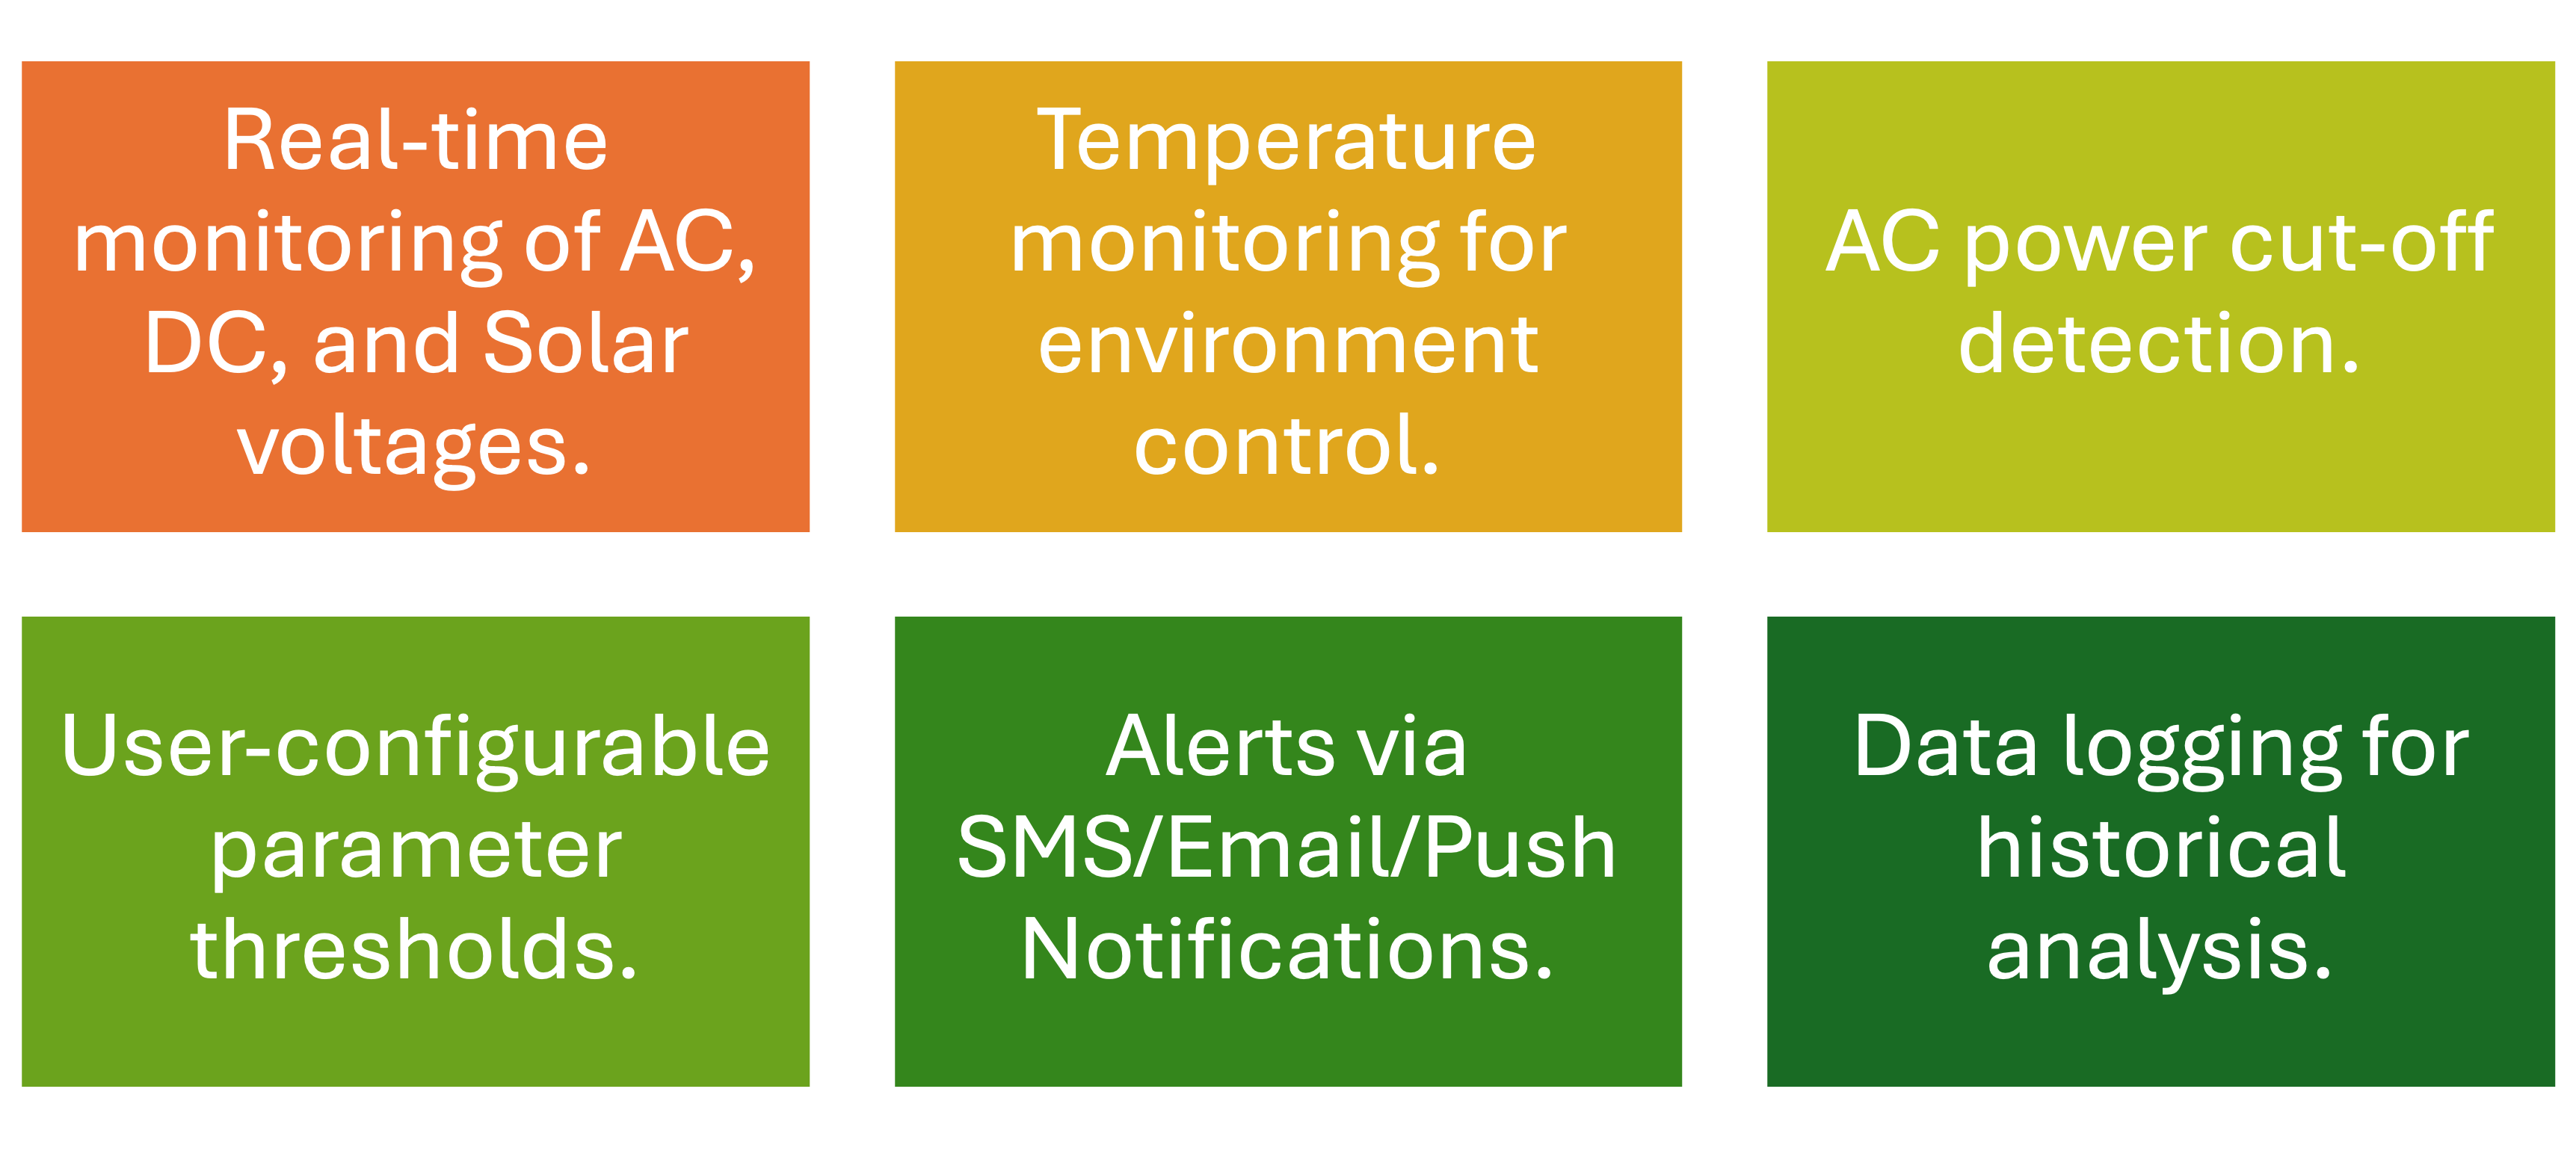 Real-time
monitoring of AC,
DC, and Solar
voltages.
Temperature
monitoring for
environment
control.
AC power cut-off
detection.
User-configurable
parameter
thresholds.
Alerts via
SMS/Email/Push
Notifications.
Data logging for
historical
analysis.